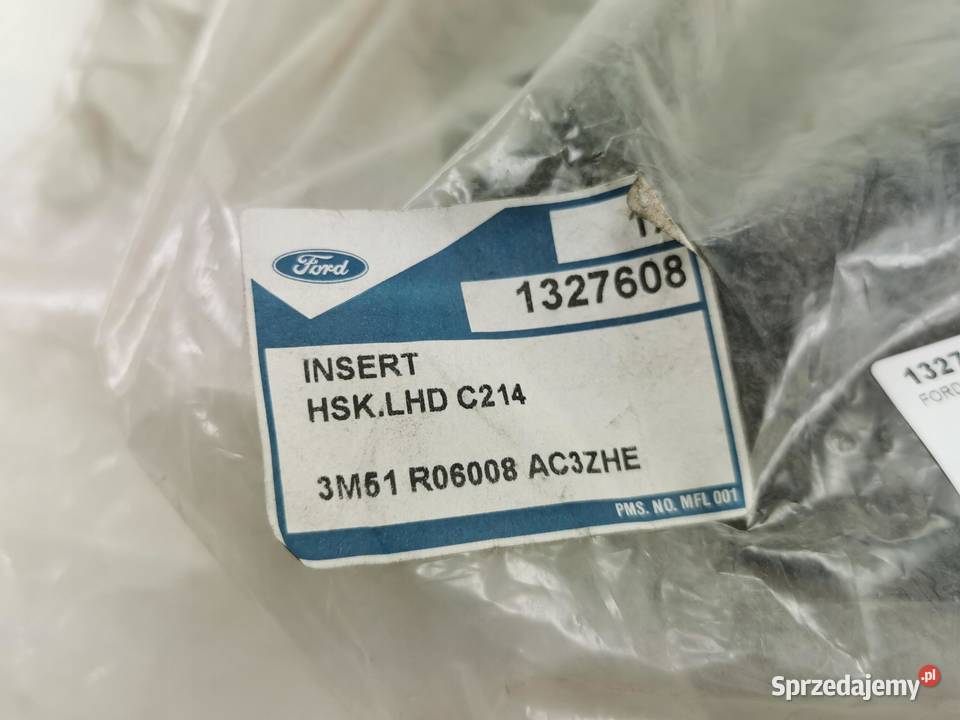 Ford
1327608
INSERT
HSK.LHD C214
3M51 R06008 AC3ZHE
PMS. NO. MFL 001
1327
FORD
Sprzedajemy.pl